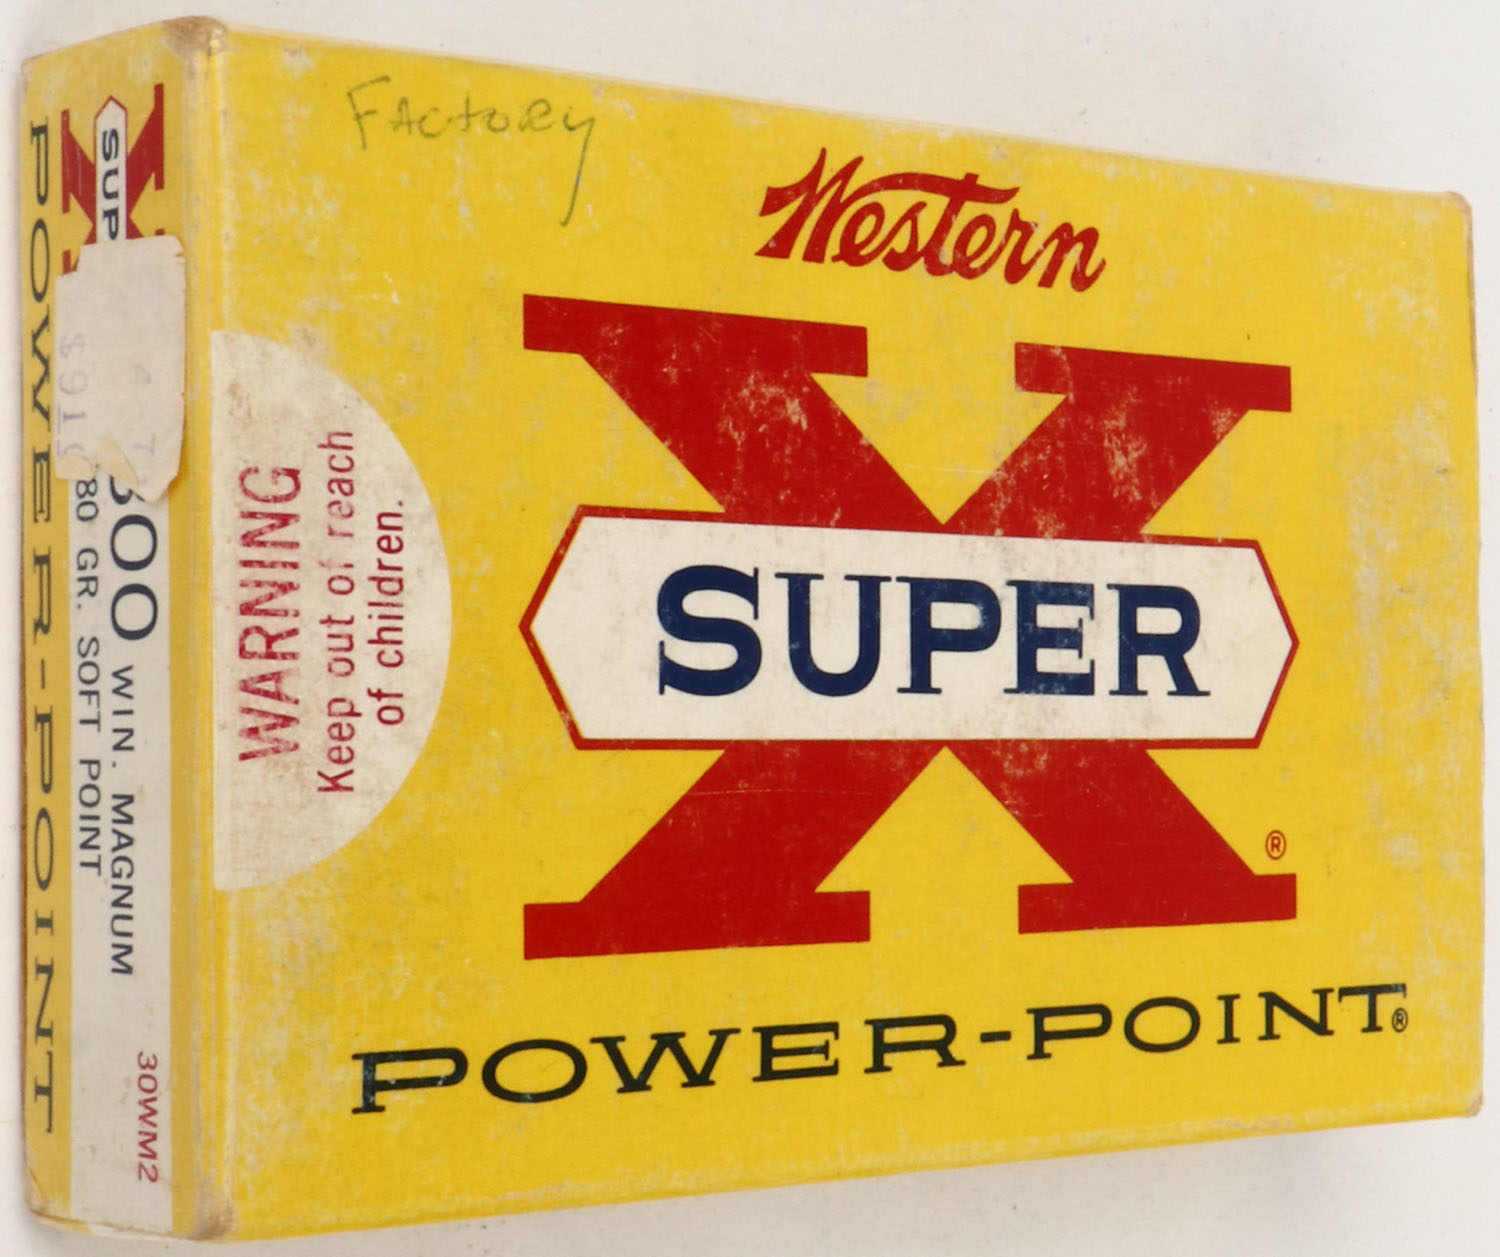 Factory
Western
X
SUPER
®
POWER-POINT®
WARNING
Keep out of reach
of children.
X
SUP
POWER-POINT
300 WIN. MAGNUM
80 GR. SOFT POINT
30WM2
$91